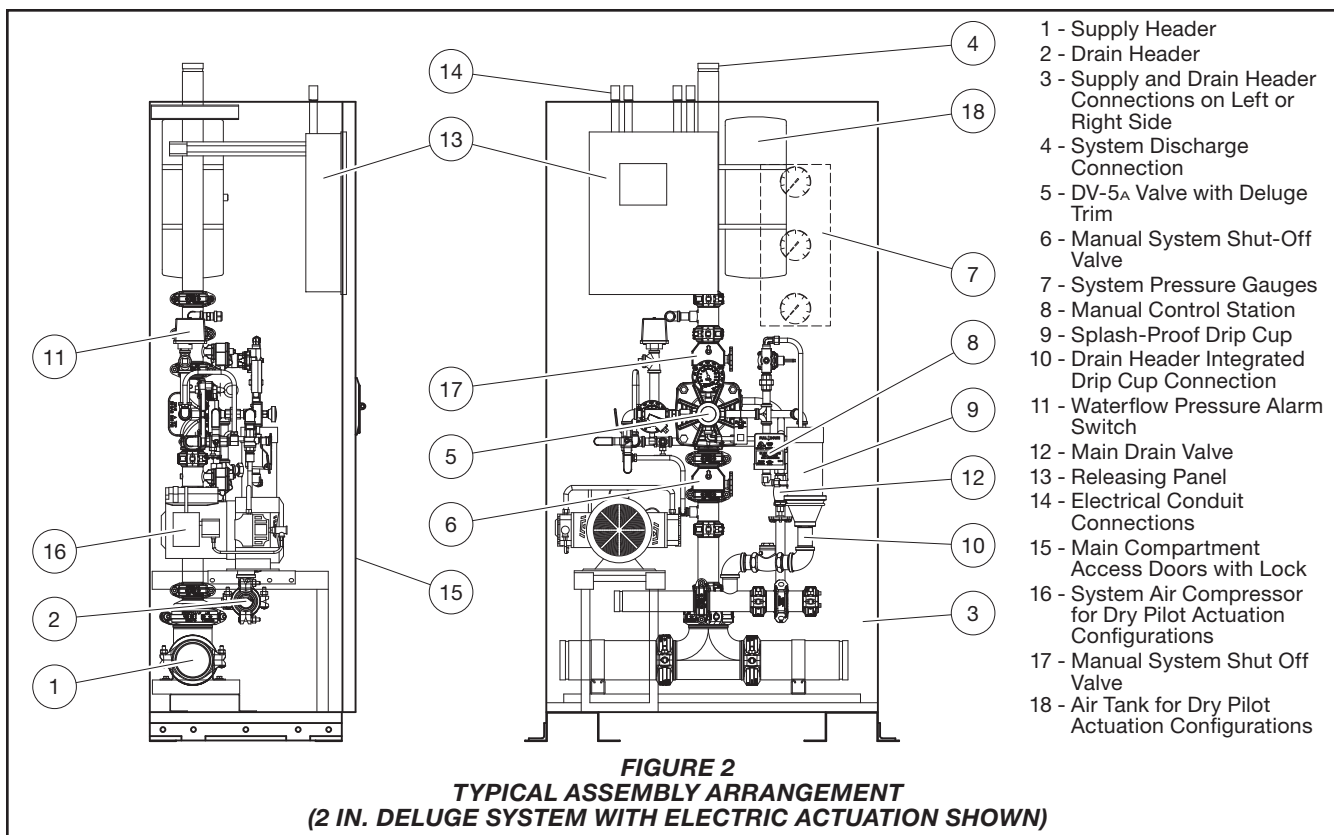 4
14
13
18
7
8
11
17
9
5
12
6
10
16
15
2
3
1
1 - Supply Header
2 - Drain Header
3 - Supply and Drain Header
Connections on Left or
Right Side
4 - System Discharge
Connection
5 - DV-5A Valve with Deluge
Trim
6 - Manual System Shut-Off
Valve
7 - System Pressure Gauges
8 - Manual Control Station
9 - Splash-Proof Drip Cup
10 - Drain Header Integrated
Drip Cup Connection
11 - Waterflow Pressure Alarm
Switch
12 - Main Drain Valve
13 - Releasing Panel
14 - Electrical Conduit
Connections
15 - Main Compartment
Access Doors with Lock
16 - System Air Compressor
for Dry Pilot Actuation
Configurations
17 - Manual System Shut Off
Valve
18 - Air Tank for Dry Pilot
Actuation Configurations
FIGURE 2
TYPICAL ASSEMBLY ARRANGEMENT
(2 IN. DELUGE SYSTEM WITH ELECTRIC ACTUATION SHOWN)